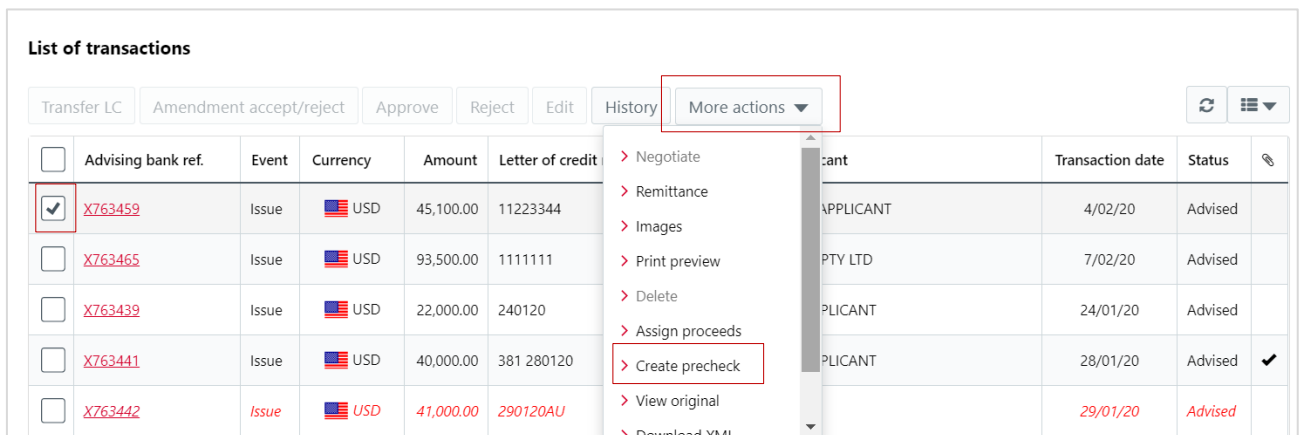 List of transactions
Transfer LC Amendment accept/reject Approve Reject Edit History More actions
Advising bank ref. Event Currency Amount Letter of credit Transaction date Status
Negotiate
Remittance
X763459 Issue USD 45,100.00 11223344 APPLICANT 4/02/20 Advised
Images
X763465 Issue USD 93,500.00 1111111 Print preview PTY LTD 7/02/20 Advised
Delete
X763439 Issue USD 22,000.00 240120 24/01/20 Advised
Assign proceeds
X763441 Issue USD 40,000.00 381 280120 Create precheck 28/01/20 Advised
View original
X763442 Issue USD 41,000.00 290120AU 29/01/20 Advised
Download XML